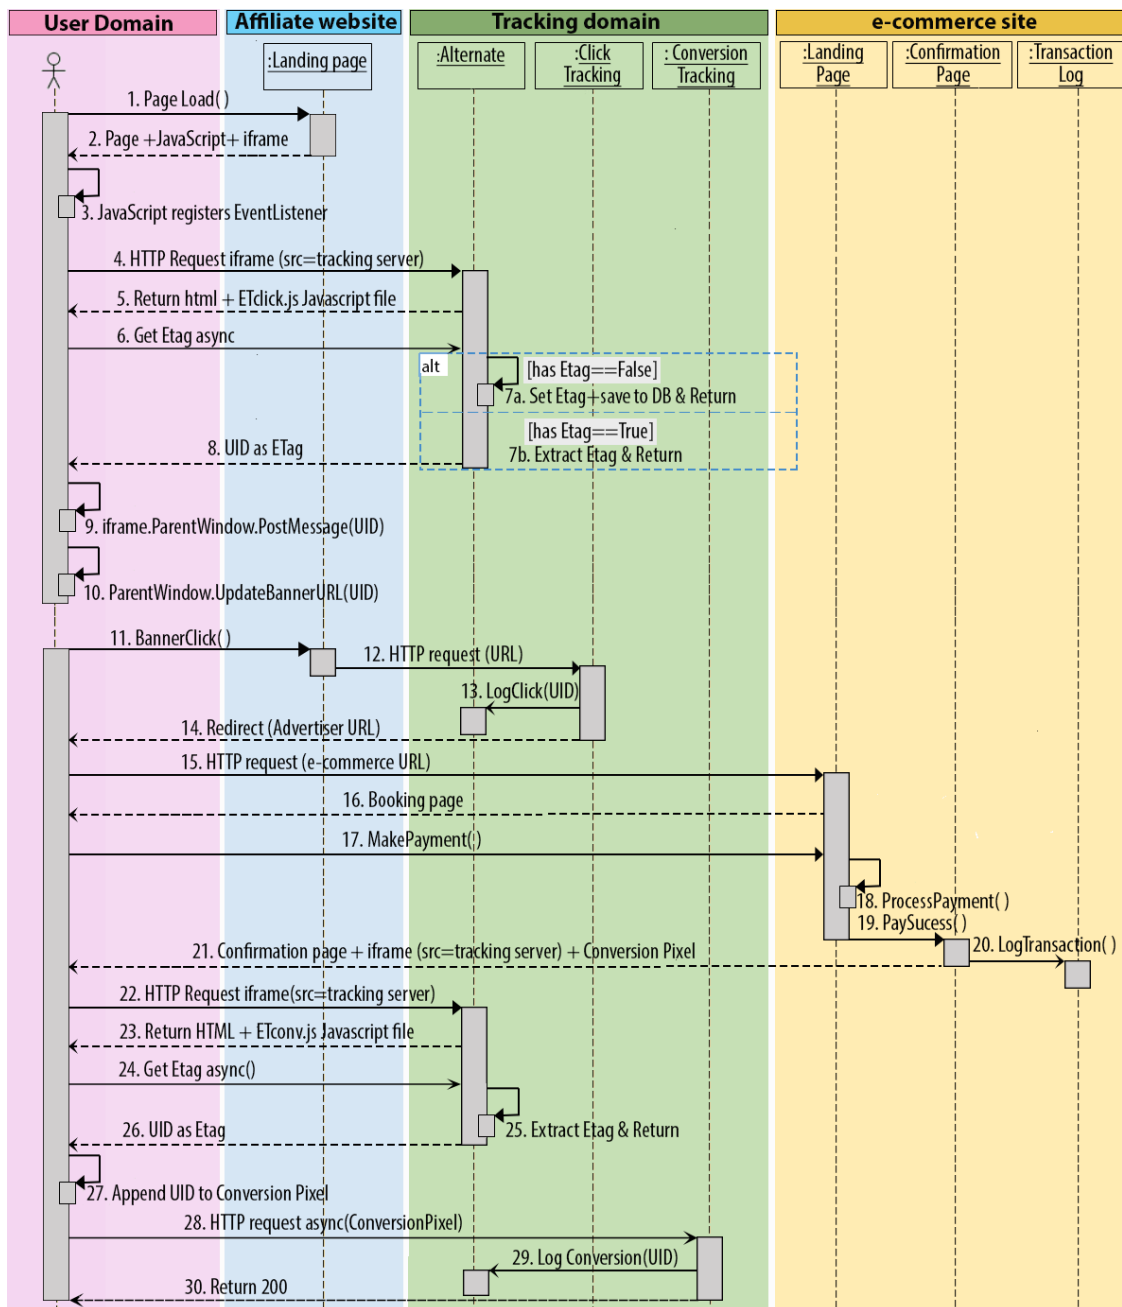 User Domain
Affiliate website
Tracking domain
e-commerce site
:Landing page
:Alternate
:Click
Tracking
: Conversion
Tracking
:Landing
Page
:Confirmation
Page
:Transaction
Log
1. Page Load( )
2. Page +JavaScript+ iframe
3. JavaScript registers EventListener
4. HTTP Request iframe (src=tracking server)
5. Return html + ETclick.js Javascript file
6. Get Etag async
alt
[has Etag==False]
7a. Set Etag+save to DB & Return
[has Etag==True]
7b. Extract Etag & Return
8. UID as ETag
9. iframe.ParentWindow.PostMessage(UID)
10. ParentWindow.UpdateBannerURL(UID)
11. BannerClick( )
12. HTTP request (URL)
13. LogClick(UID)
14. Redirect (Advertiser URL)
15. HTTP request (e-commerce URL)
16. Booking page
17. MakePayment( )
18. ProcessPayment( )
19. PaySucess( )
20. LogTransaction( )
21. Confirmation page + iframe (src=tracking server) + Conversion Pixel
22. HTTP Request iframe(src=tracking server)
23. Return HTML + ETconv.js Javascript file
24. Get Etag async()
25. Extract Etag & Return
26. UID as Etag
27. Append UID to Conversion Pixel
28. HTTP request async(ConversionPixel)
29. Log Conversion(UID)
30. Return 200